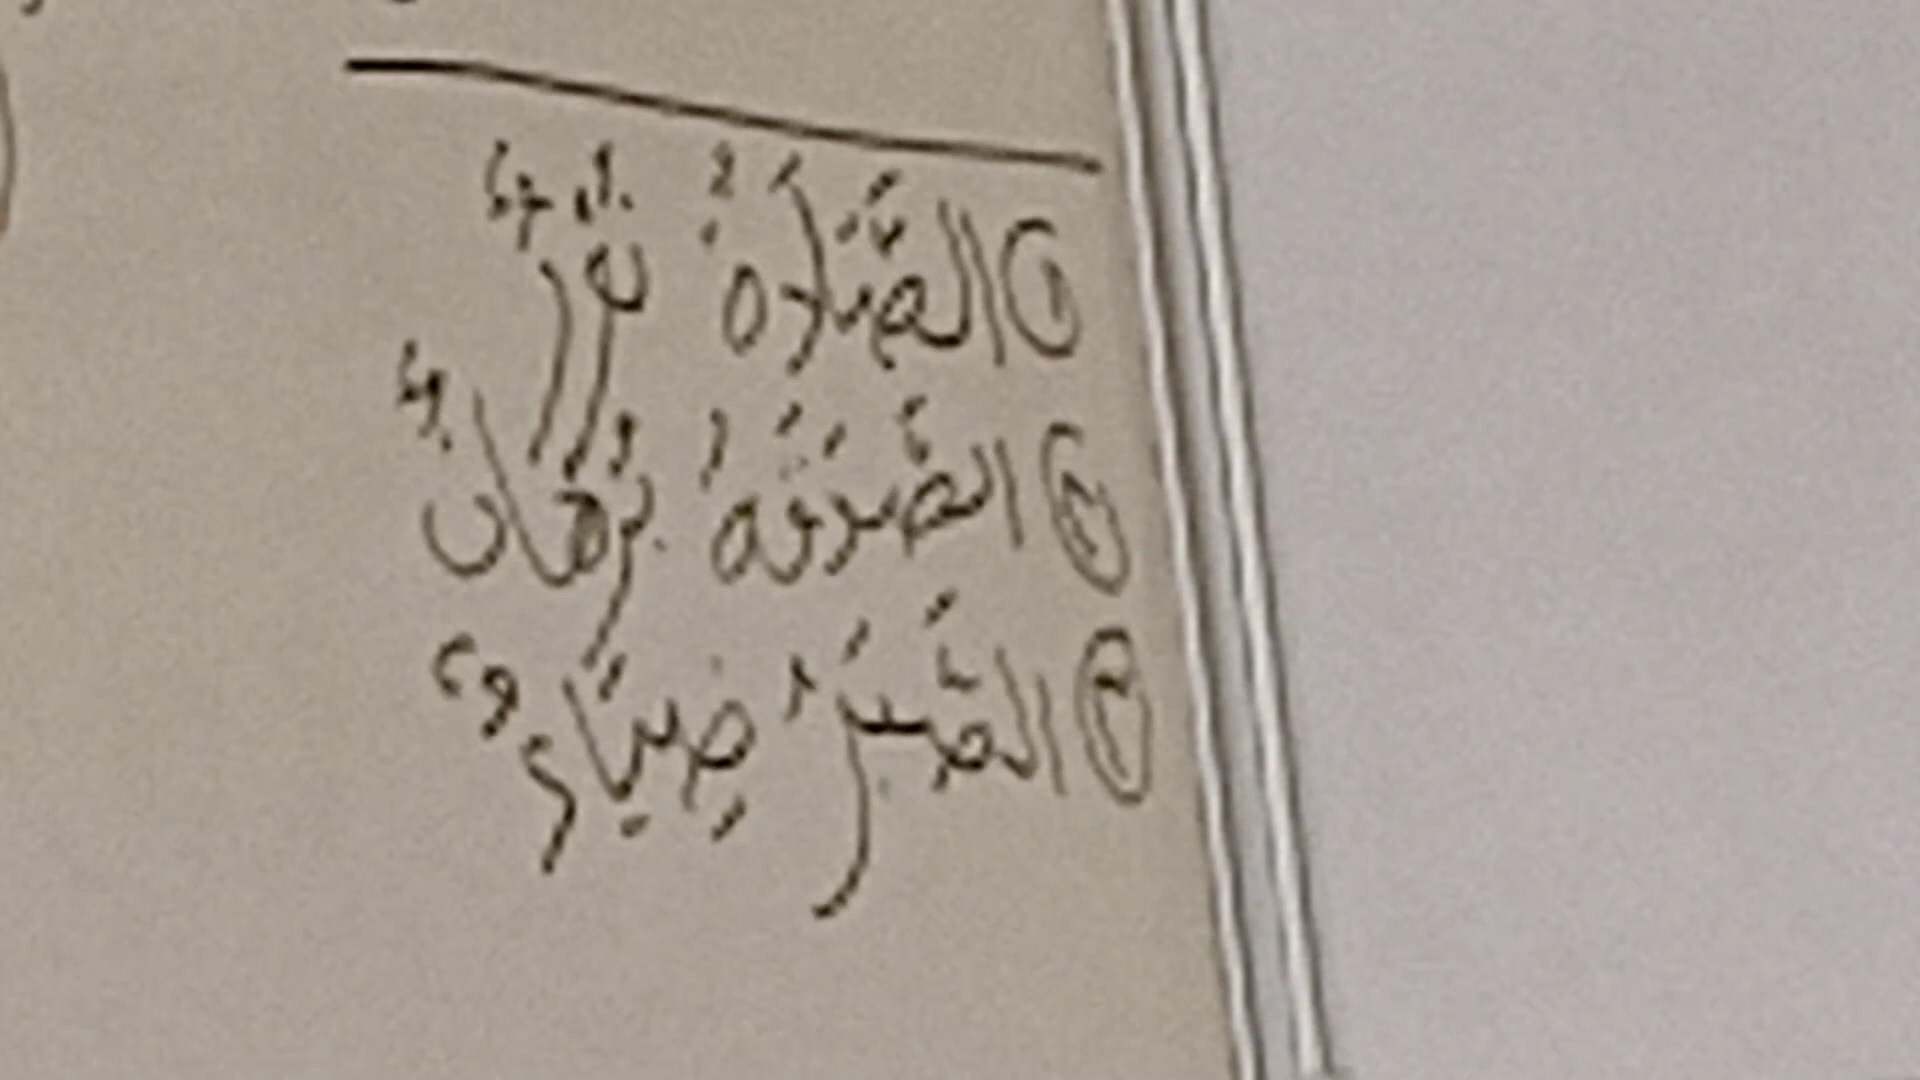 ① الصَّلَاةُ نُورٌ
② الصَّدَقَةُ بُرْهَانٌ
③ الصَّبْرُ ضِيَاءٌ